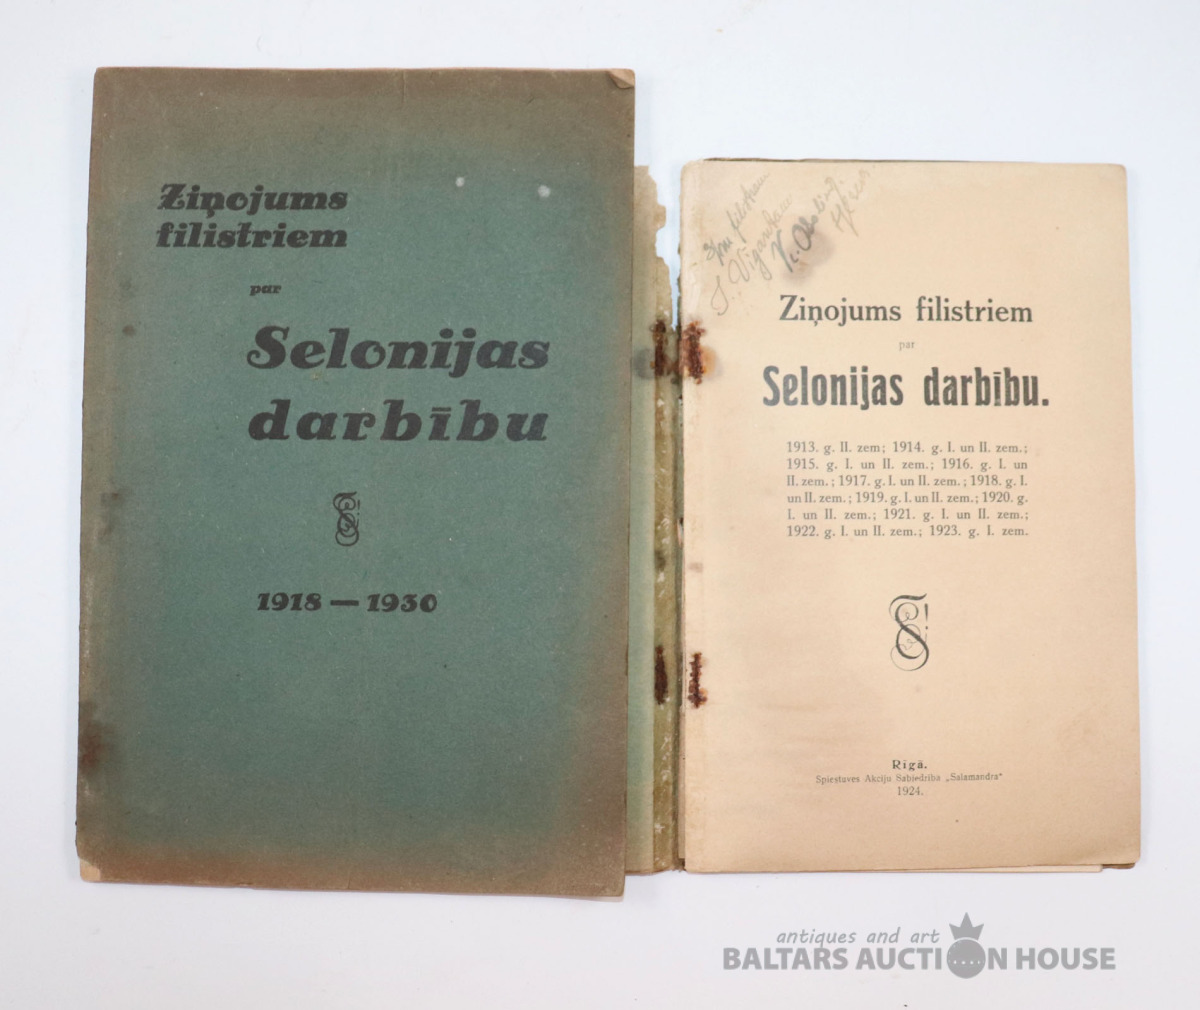 Ziņojums
filistriem
par
Selonijas
darbību
1918 — 1930
filistram
Ziņojums filistriem
par
Selonijas darbību.
1913. g. II. zem; 1914. g. I. un II. zem.;
1915. g. I. un II. zem.; 1916. g. I. un
II. zem.; 1917. g. I. un II. zem.; 1918. g. I.
un II. zem.; 1919. g. I. un II. zem.; 1920. g.
I. un II. zem.; 1921. g. I. un II. zem.;
1922. g. I. un II. zem.; 1923. g. I. zem.
Rīgā.
Spiestuves Akciju Sabiedrība „Salamandra“
1924.
antiques and art
BALTARS AUCTION HOUSE